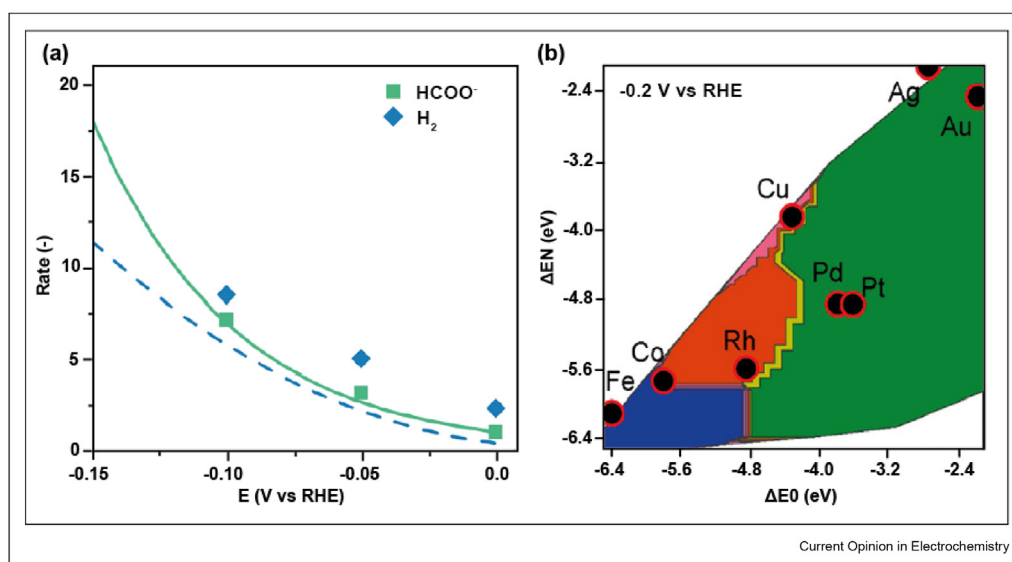 (a)
20
15
10
5
0
Rate (-)
HCOO⁻
H₂
-0.15
-0.10
-0.05
0.0
E (V vs RHE)
(b)
-0.2 V vs RHE
-2.4
-3.2
-4.0
-4.8
-5.6
-6.4
ΔEN (eV)
Ag
Au
Cu
Pd
Pt
Rh
Co
Fe
-6.4
-5.6
-4.8
-4.0
-3.2
-2.4
ΔE0 (eV)
Current Opinion in Electrochemistry